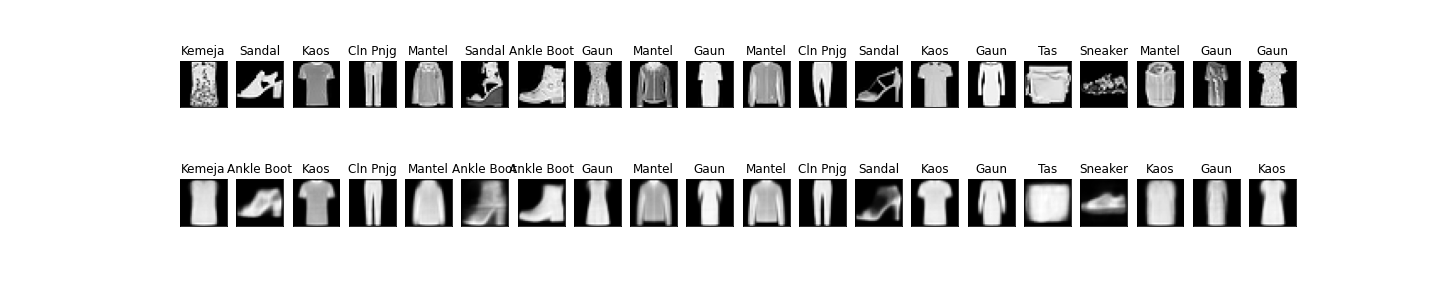 Kemeja Sandal Kaos Cln Pnjg Mantel Sandal Ankle Boot Gaun Mantel Gaun Mantel Cln Pnjg Sandal Kaos Gaun Tas Sneaker Mantel Gaun Gaun
Kemeja Ankle Boot Kaos Cln Pnjg Mantel Ankle Boot Ankle Boot Gaun Mantel Gaun Mantel Cln Pnjg Sandal Kaos Gaun Tas Sneaker Kaos Gaun Kaos